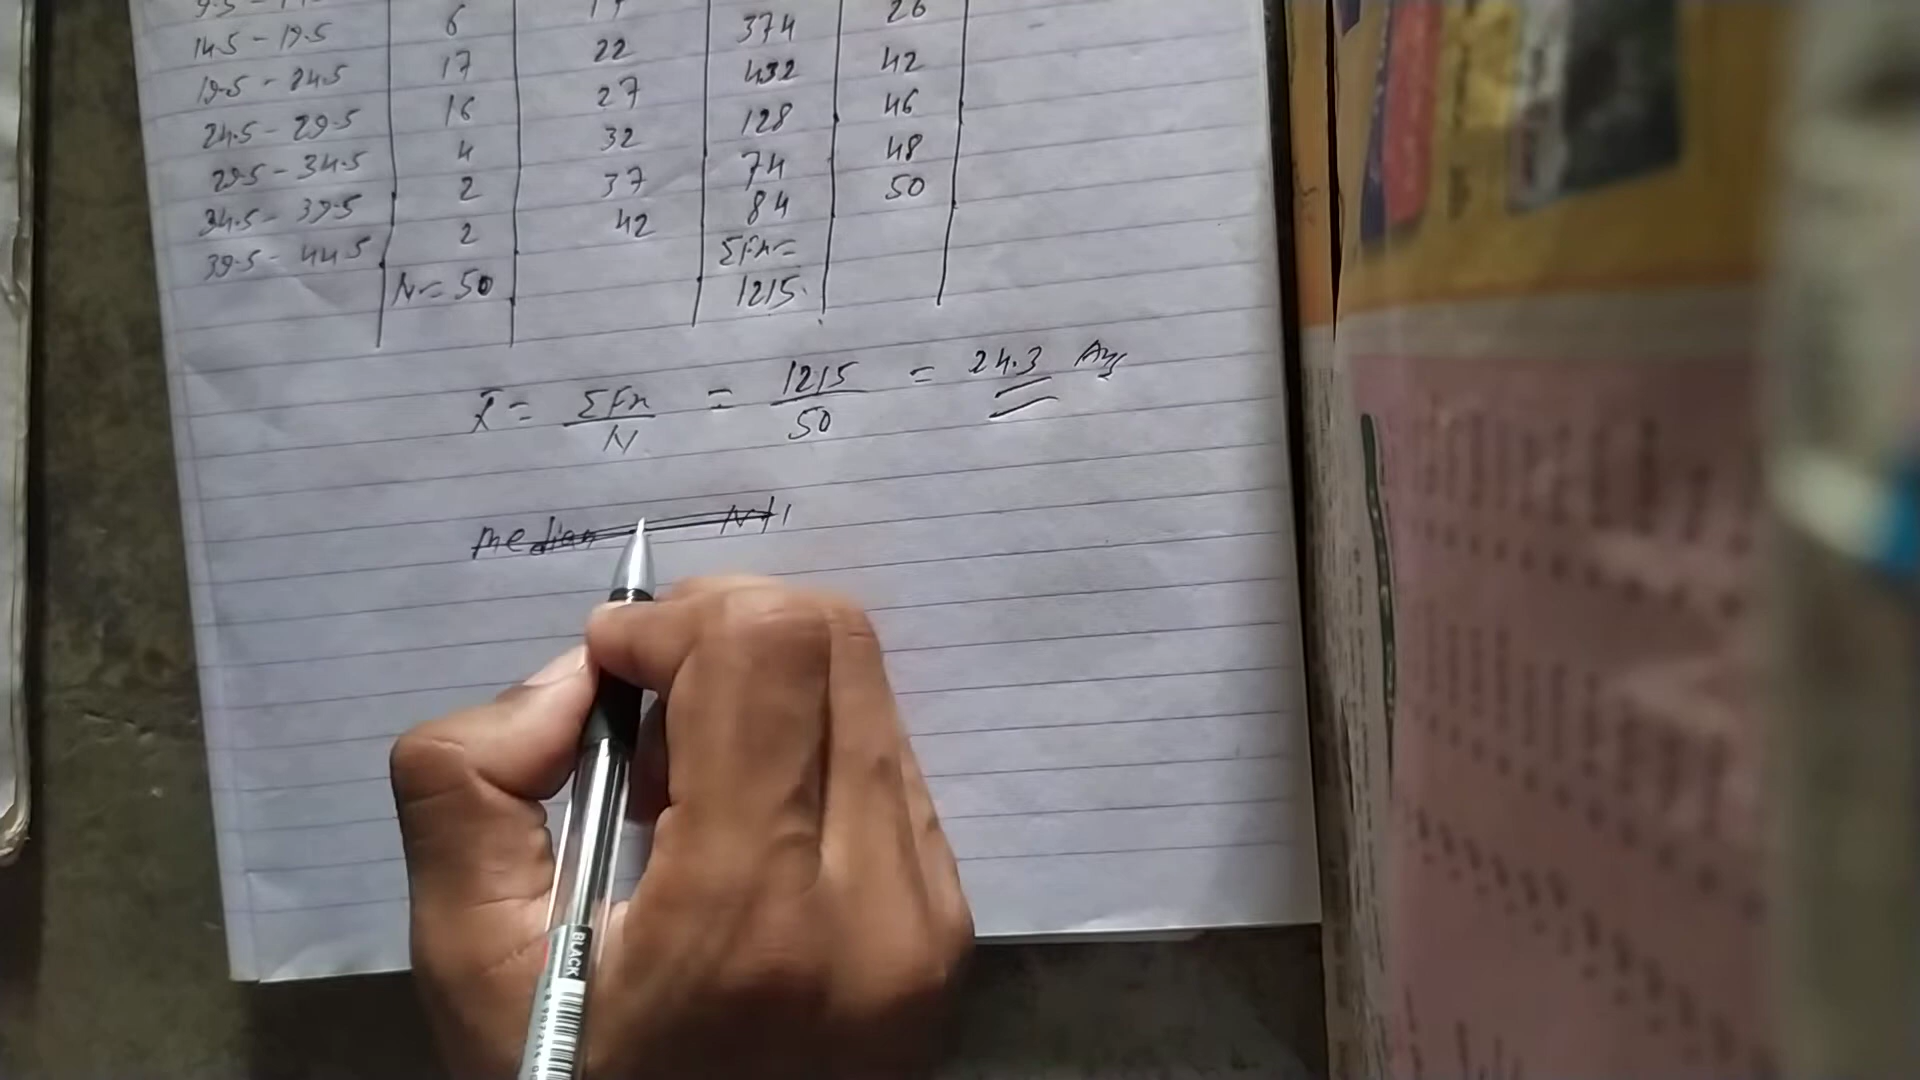 14.5 - 19.5 6 374 26
19.5 - 24.5 17 22 432 42
24.5 - 29.5 16 27 128 46
29.5 - 34.5 4 32 74 48
34.5 - 39.5 2 37 84 50
39.5 - 44.5 2 42 Σfx =
N = 50 1215
x̄ = Σfx/N = 1215/50 = 24.3 Ans
median N+1
BLACK